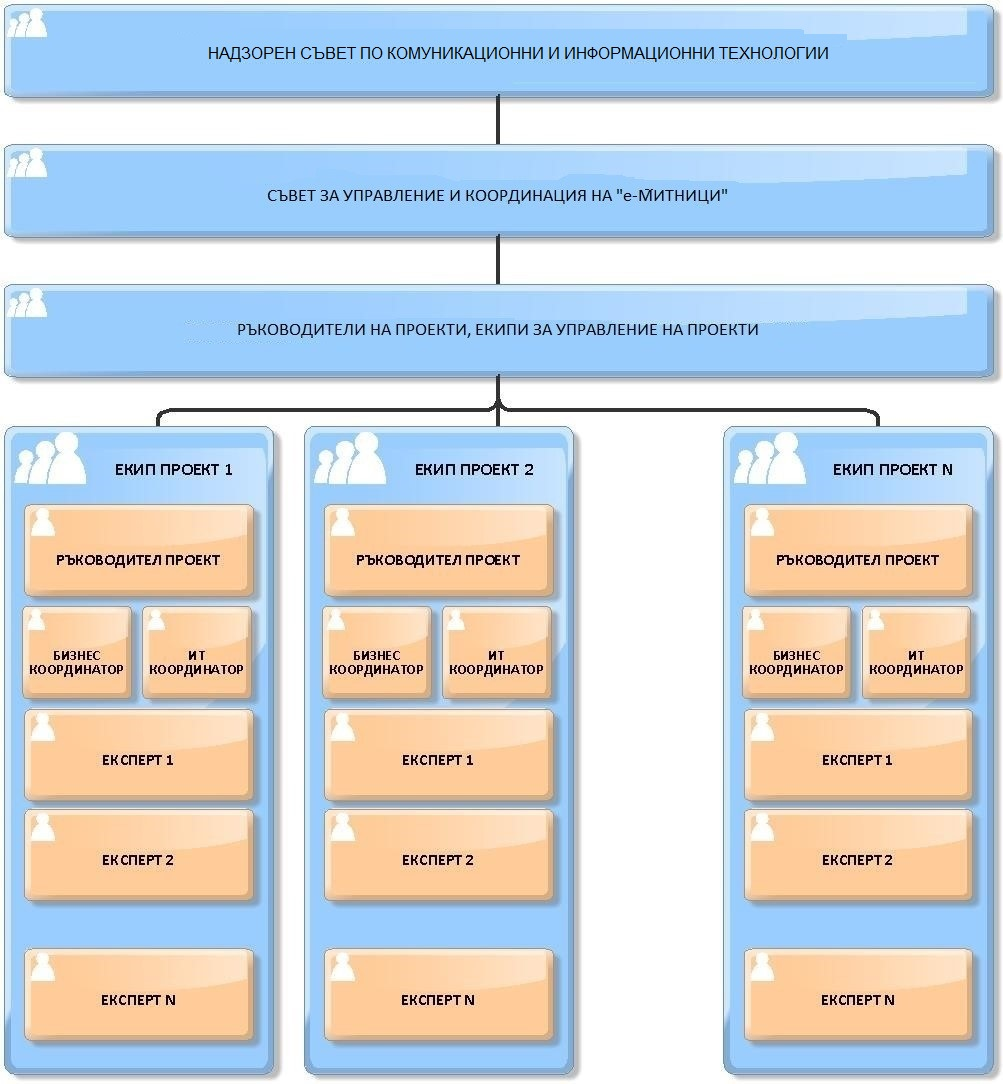 НАДЗОРЕН СЪВЕТ ПО КОМУНИКАЦИОННИ И ИНФОРМАЦИОННИ ТЕХНОЛОГИИ
СЪВЕТ ЗА УПРАВЛЕНИЕ И КООРДИНАЦИЯ НА "е-МИТНИЦИ"
РЪКОВОДИТЕЛИ НА ПРОЕКТИ, ЕКИПИ ЗА УПРАВЛЕНИЕ НА ПРОЕКТИ
ЕКИП ПРОЕКТ 1
РЪКОВОДИТЕЛ ПРОЕКТ
БИЗНЕС
КООРДИНАТОР
ИТ
КООРДИНАТОР
ЕКСПЕРТ 1
ЕКСПЕРТ 2
ЕКСПЕРТ N
ЕКИП ПРОЕКТ 2
РЪКОВОДИТЕЛ ПРОЕКТ
БИЗНЕС
КООРДИНАТОР
ИТ
КООРДИНАТОР
ЕКСПЕРТ 1
ЕКСПЕРТ 2
ЕКСПЕРТ N
ЕКИП ПРОЕКТ N
РЪКОВОДИТЕЛ ПРОЕКТ
БИЗНЕС
КООРДИНАТОР
ИТ
КООРДИНАТОР
ЕКСПЕРТ 1
ЕКСПЕРТ 2
ЕКСПЕРТ N